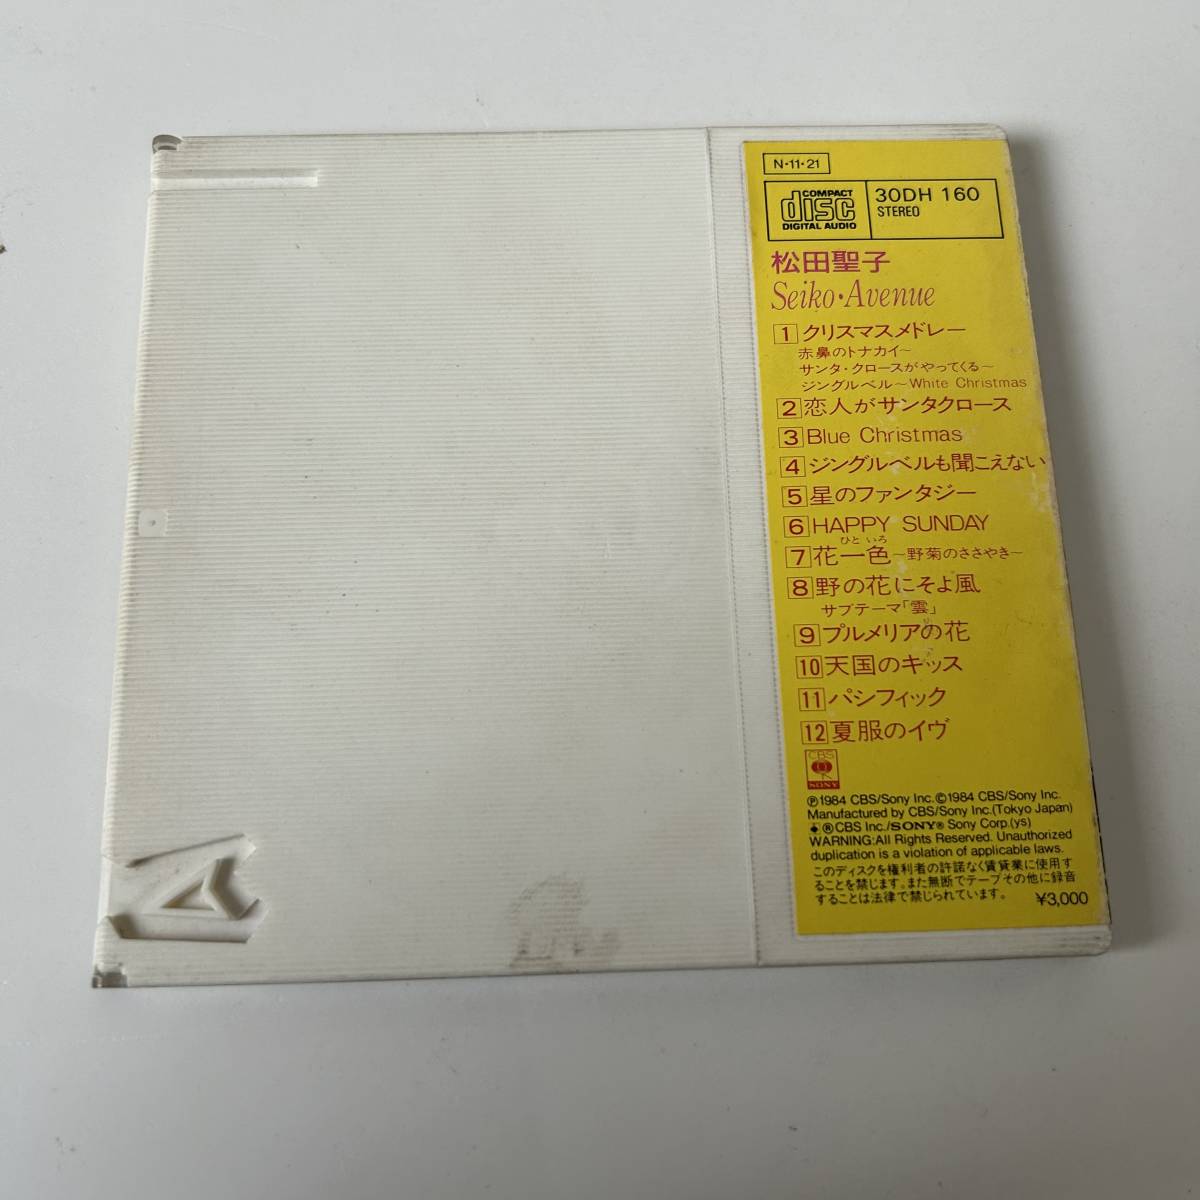 N・11・21
COMPACT
disc
DIGITAL AUDIO
30DH 160
STEREO
松田聖子
Seiko・Avenue
1 クリスマスメドレー
赤鼻のトナカイ〜
サンタ・クロースがやってくる〜
ジングルベル〜White Christmas
2 恋人がサンタクロース
3 Blue Christmas
4 ジングルベルも聞こえない
5 星のファンタジー
6 HAPPY SUNDAY
ひと いろ
7 花一色〜野菊のささやき〜
8 野の花にそよ風
サブテーマ「雲」
9 プルメリアの花
10 天国のキッス
11 パシフィック
12 夏服のイヴ
CBS
SONY
℗1984 CBS/Sony Inc.©1984 CBS/Sony Inc.
Manufactured by CBS/Sony Inc.(Tokyo Japan)
®CBS Inc./SONY® Sony Corp.(ys)
WARNING:All Rights Reserved. Unauthorized
duplication is a violation of applicable laws.
このディスクを権利者の許諾なく賃貸業に使用す
ることを禁じます。また無断でテープその他に録音
することは法律で禁じられています。 ¥3,000